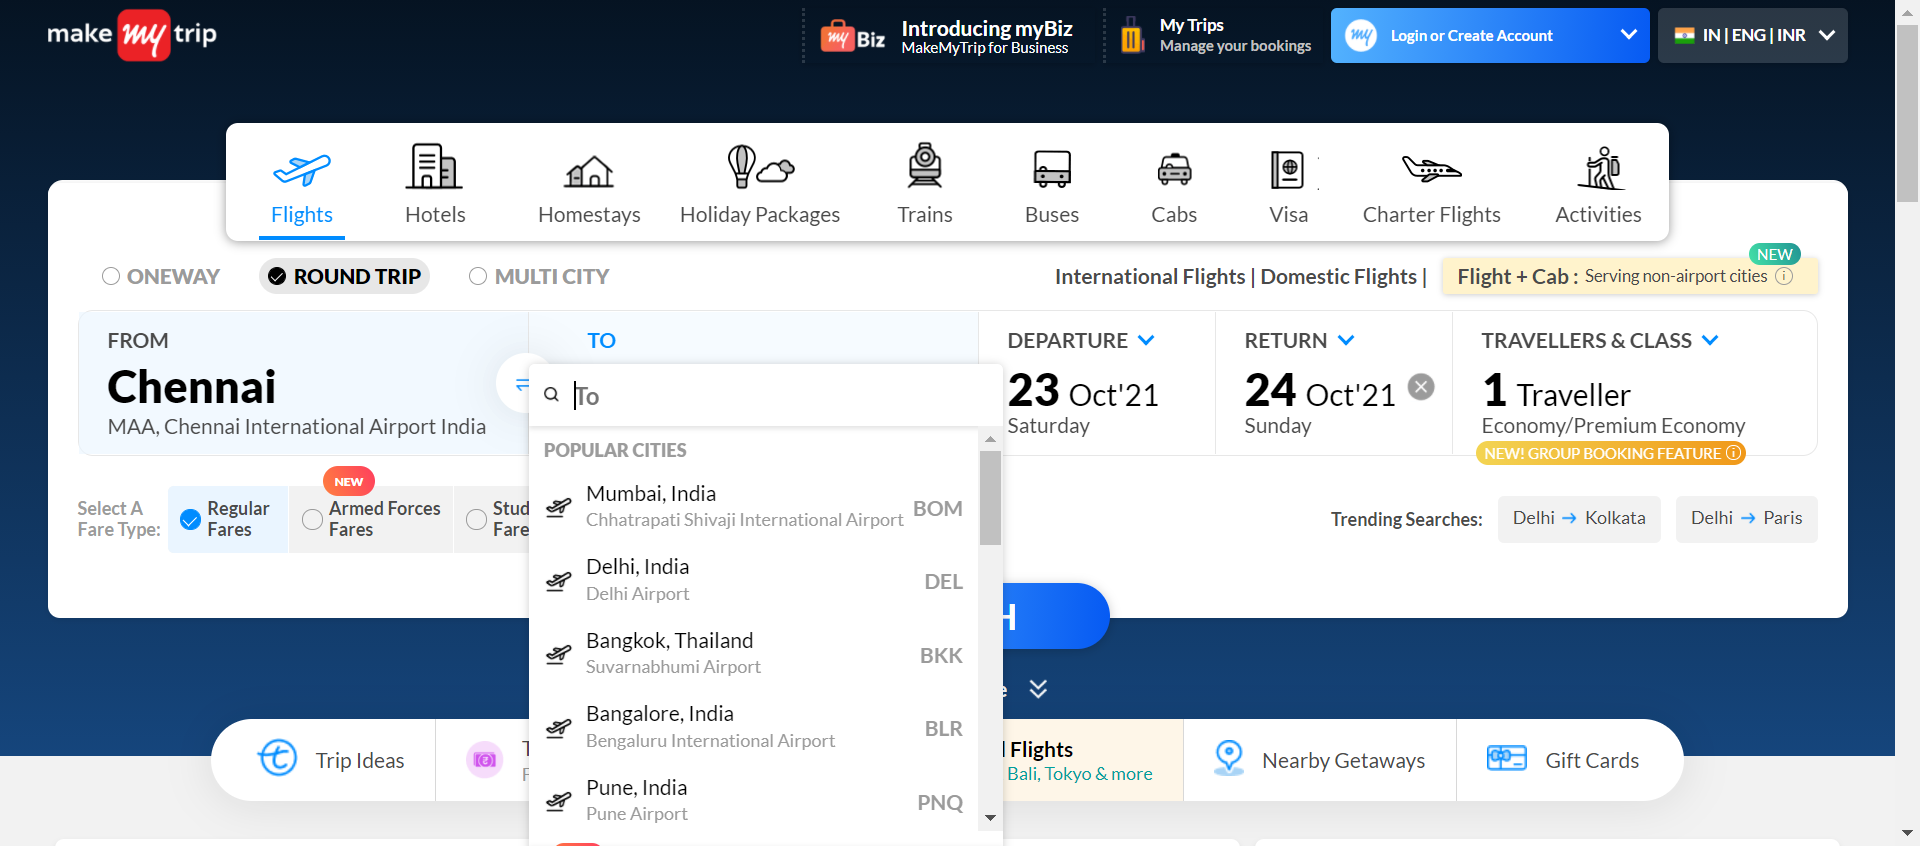 make my trip
my Biz
Introducing myBiz
MakeMyTrip for Business
My Trips
Manage your bookings
my
Login or Create Account
IN | ENG | INR
Flights
Hotels
Homestays
Holiday Packages
Trains
Buses
Cabs
Visa
Charter Flights
Activities
ONEWAY
ROUND TRIP
MULTI CITY
International Flights | Domestic Flights |
NEW
Flight + Cab : Serving non-airport cities
FROM
Chennai
MAA, Chennai International Airport India
TO
To
DEPARTURE
23 Oct'21
Saturday
RETURN
24 Oct'21
Sunday
TRAVELLERS & CLASS
1 Traveller
Economy/Premium Economy
NEW! GROUP BOOKING FEATURE
POPULAR CITIES
Mumbai, India
Chhatrapati Shivaji International Airport
BOM
Delhi, India
Delhi Airport
DEL
Bangkok, Thailand
Suvarnabhumi Airport
BKK
Bangalore, India
Bengaluru International Airport
BLR
Pune, India
Pune Airport
PNQ
Select A
Fare Type:
Regular
Fares
NEW
Armed Forces
Fares
Stud
Fare
Trending Searches:
Delhi → Kolkata
Delhi → Paris
H
e
Trip Ideas
T
F
l Flights
Bali, Tokyo & more
Nearby Getaways
Gift Cards